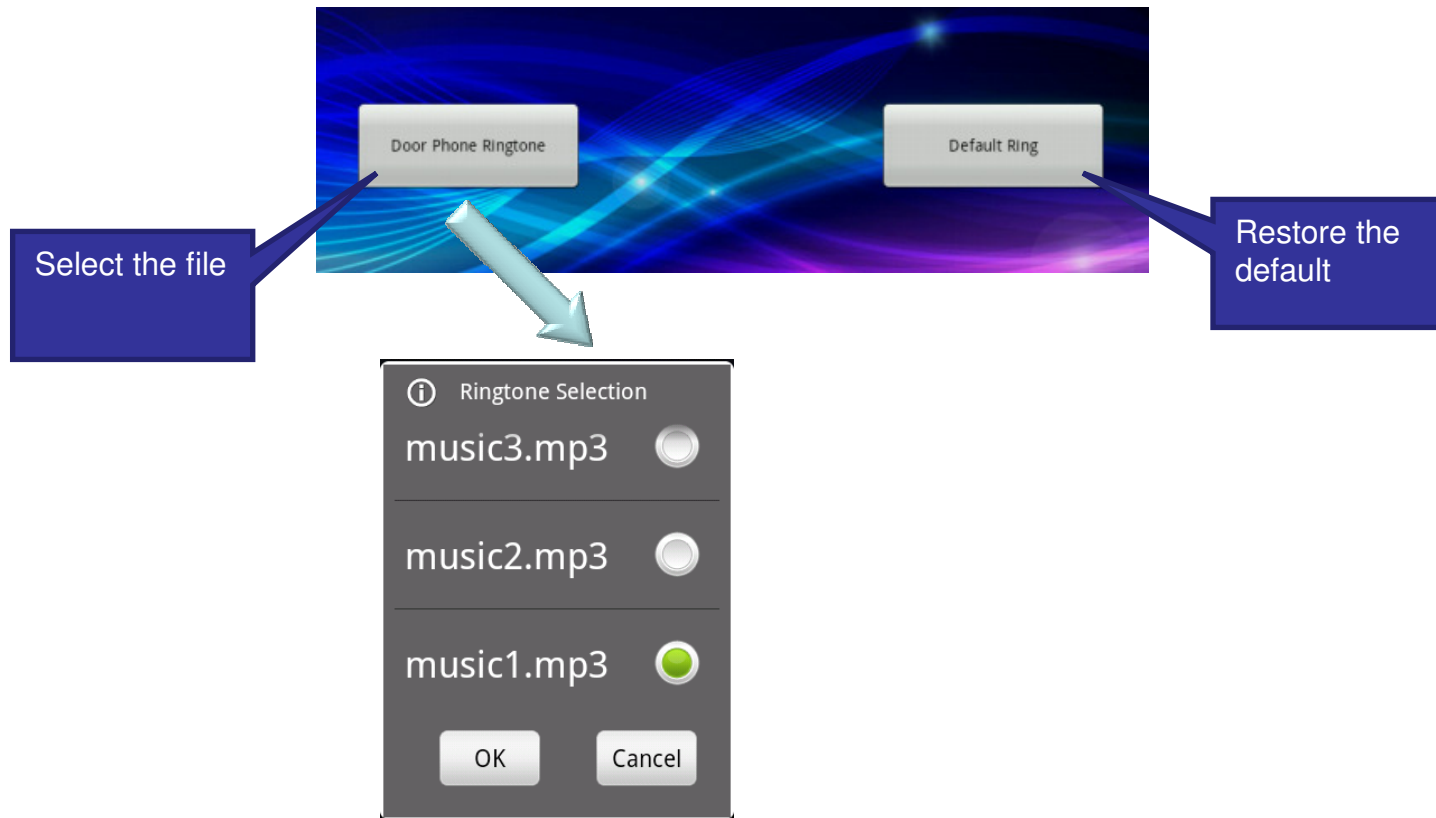 Door Phone Ringtone
Default Ring
Select the file
Restore the
default
Ringtone Selection
music3.mp3
music2.mp3
music1.mp3
OK
Cancel